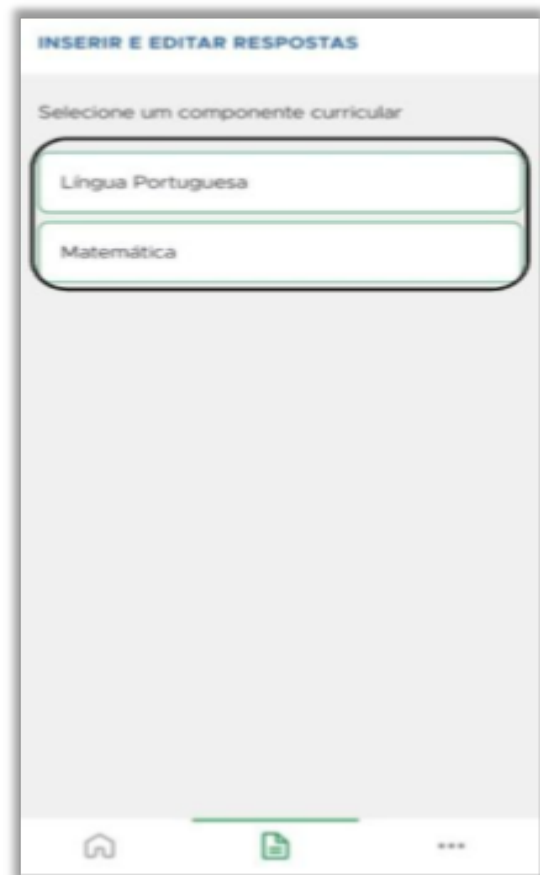 INSERIR E EDITAR RESPOSTAS
Selecione um componente curricular
Língua Portuguesa
Matemática